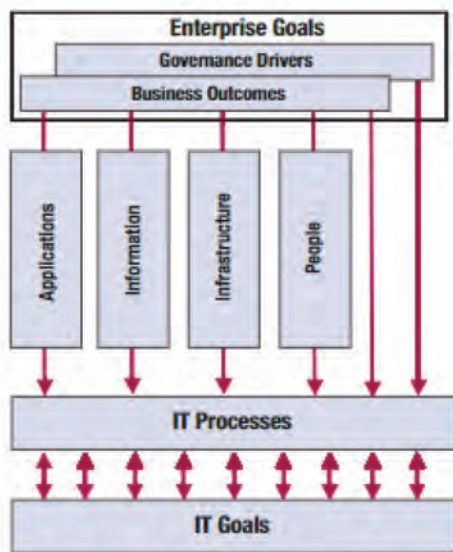 Enterprise Goals
Governance Drivers
Business Outcomes
Applications
Information
Infrastructure
People
IT Processes
IT Goals